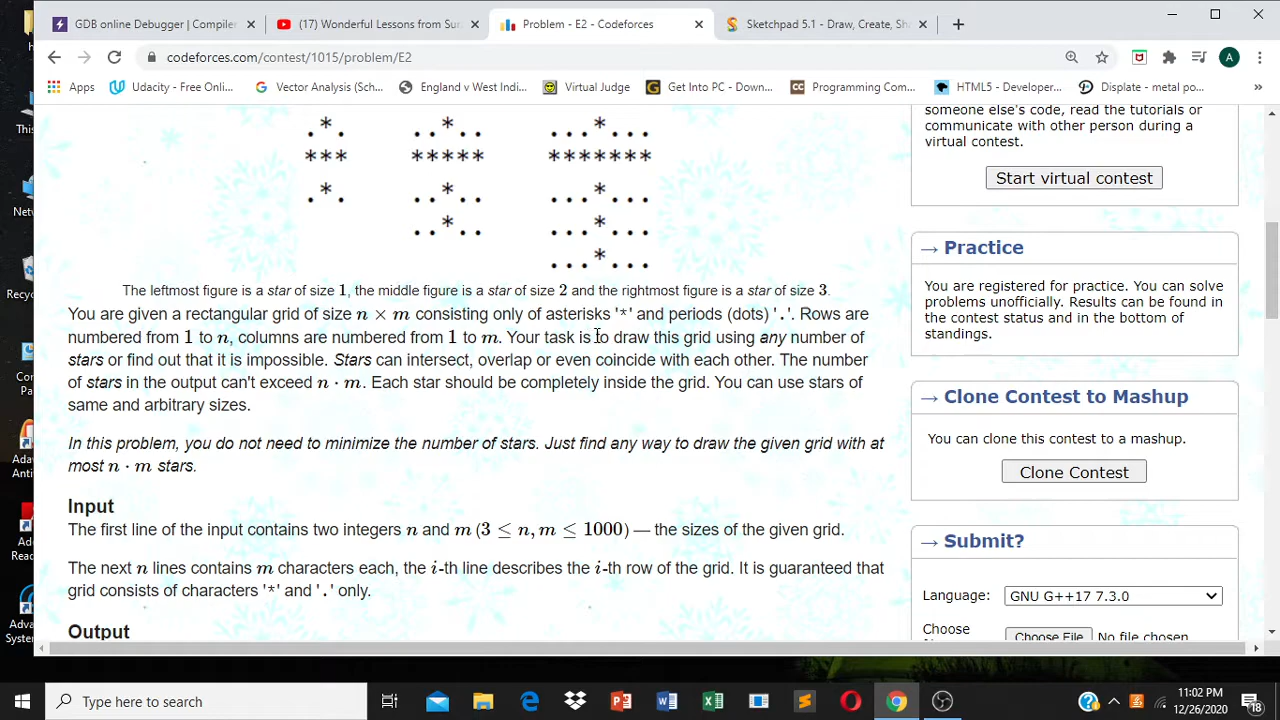 GDB online Debugger | Compiler
(17) Wonderful Lessons from Sur
Problem - E2 - Codeforces
Sketchpad 5.1 - Draw, Create, Sh
codeforces.com/contest/1015/problem/E2
A
Apps
Udacity - Free Onli...
Vector Analysis (Sch...
England v West Indi...
Virtual Judge
Get Into PC - Down...
Programming Com...
HTML5 - Developer...
Displate - metal po...
»
This
Netw
Recyc
Co
Adap
Anti
Ado
Read
Adva
Sys
. * .   . . * . .   . . . * . . .
* * *   * * * * *   * * * * * * *
. * .   . . * . .   . . . * . . .
. . * . .   . . . * . . .
. . . * . . .
The leftmost figure is a star of size 1, the middle figure is a star of size 2 and the rightmost figure is a star of size 3.
You are given a rectangular grid of size n × m consisting only of asterisks '*' and periods (dots) '.'. Rows are
numbered from 1 to n, columns are numbered from 1 to m. Your task is to draw this grid using any number of
stars or find out that it is impossible. Stars can intersect, overlap or even coincide with each other. The number
of stars in the output can't exceed n · m. Each star should be completely inside the grid. You can use stars of
same and arbitrary sizes.
In this problem, you do not need to minimize the number of stars. Just find any way to draw the given grid with at
most n · m stars.
Input
The first line of the input contains two integers n and m (3 ≤ n, m ≤ 1000) — the sizes of the given grid.
The next n lines contains m characters each, the i-th line describes the i-th row of the grid. It is guaranteed that
grid consists of characters '*' and '.' only.
Output
someone else's code, read the tutorials or
communicate with other person during a
virtual contest.
Start virtual contest
→ Practice
You are registered for practice. You can solve
problems unofficially. Results can be found in
the contest status and in the bottom of
standings.
→ Clone Contest to Mashup
You can clone this contest to a mashup.
Clone Contest
→ Submit?
Language:
GNU G++17 7.3.0
Choose
Choose File
No file chosen
Type here to search
11:02 PM
12/26/2020
18